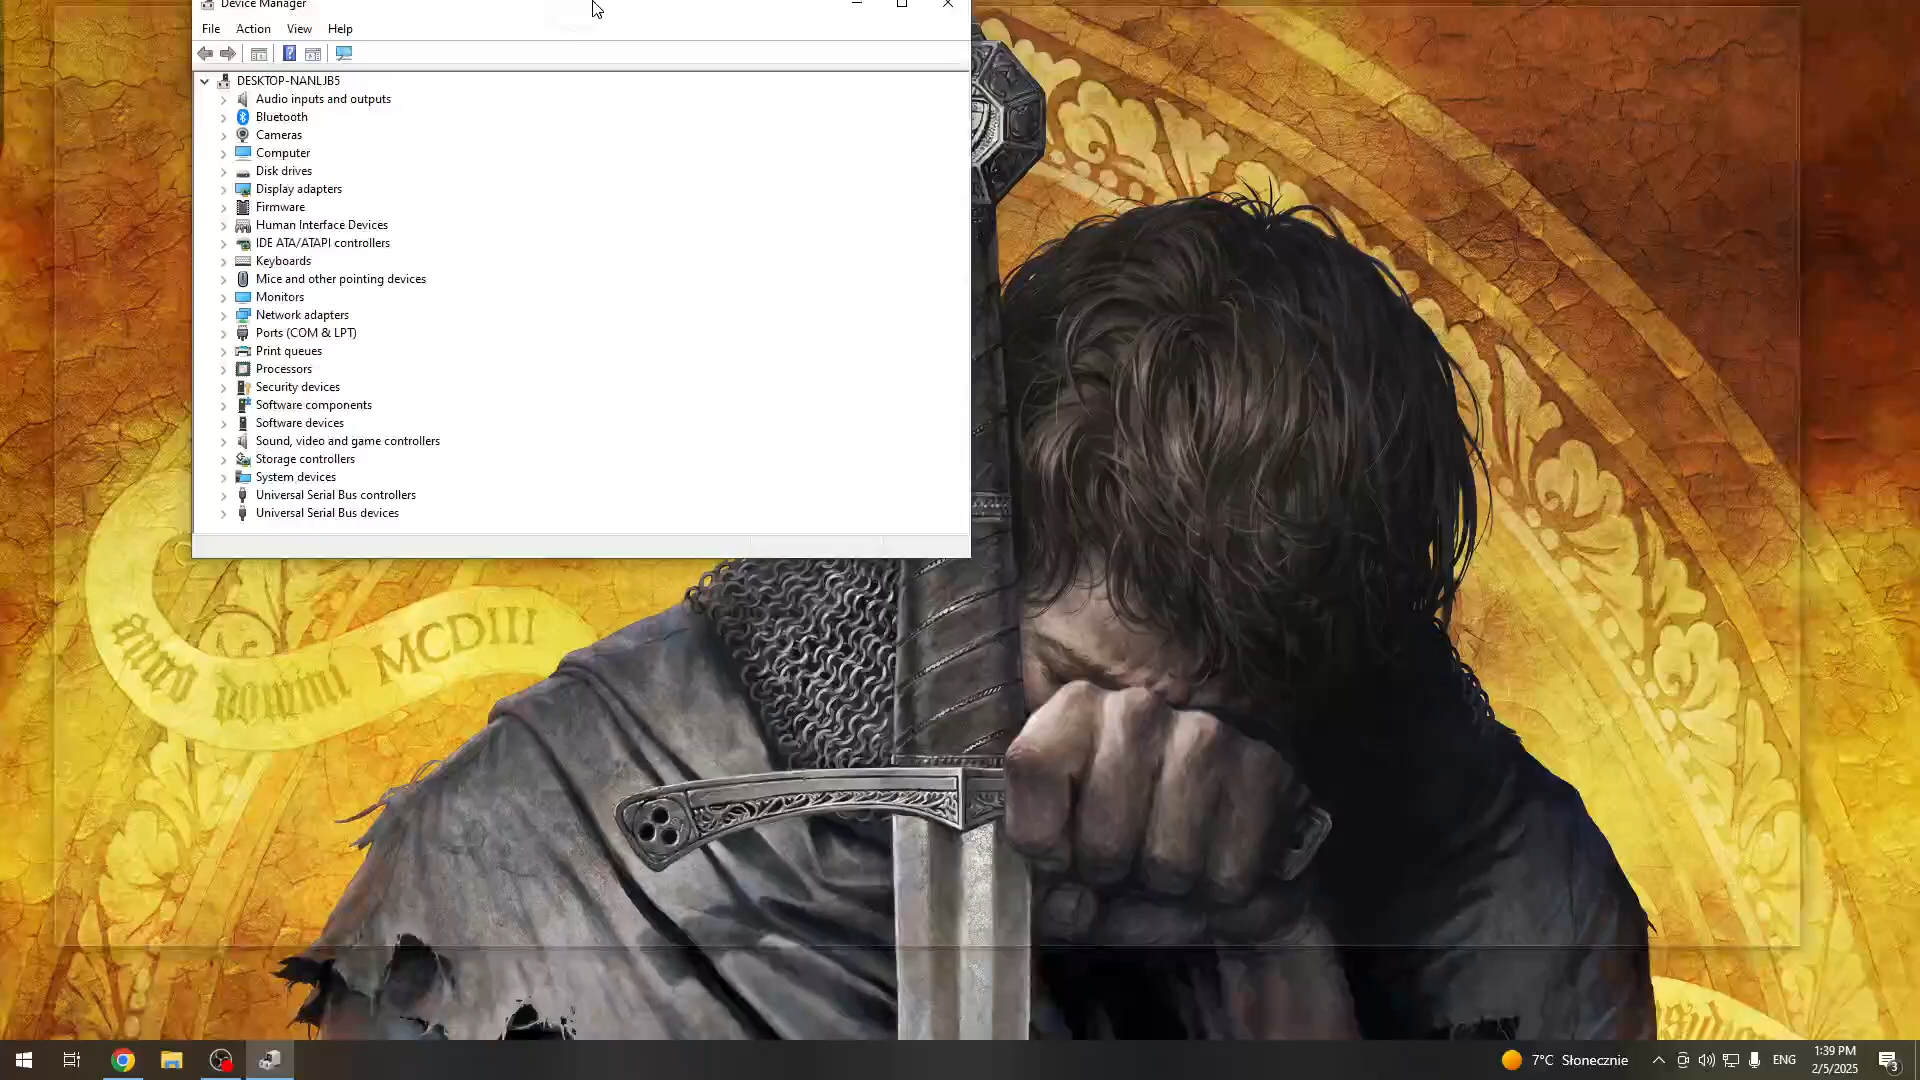 Device Manager
File Action View Help
DESKTOP-NANLJB5
Audio inputs and outputs
Bluetooth
Cameras
Computer
Disk drives
Display adapters
Firmware
Human Interface Devices
IDE ATA/ATAPI controllers
Keyboards
Mice and other pointing devices
Monitors
Network adapters
Ports (COM & LPT)
Print queues
Processors
Security devices
Software components
Software devices
Sound, video and game controllers
Storage controllers
System devices
Universal Serial Bus controllers
Universal Serial Bus devices
anno domini MCDIII
7°C Słonecznie
ENG
1:39 PM
2/5/2025
3